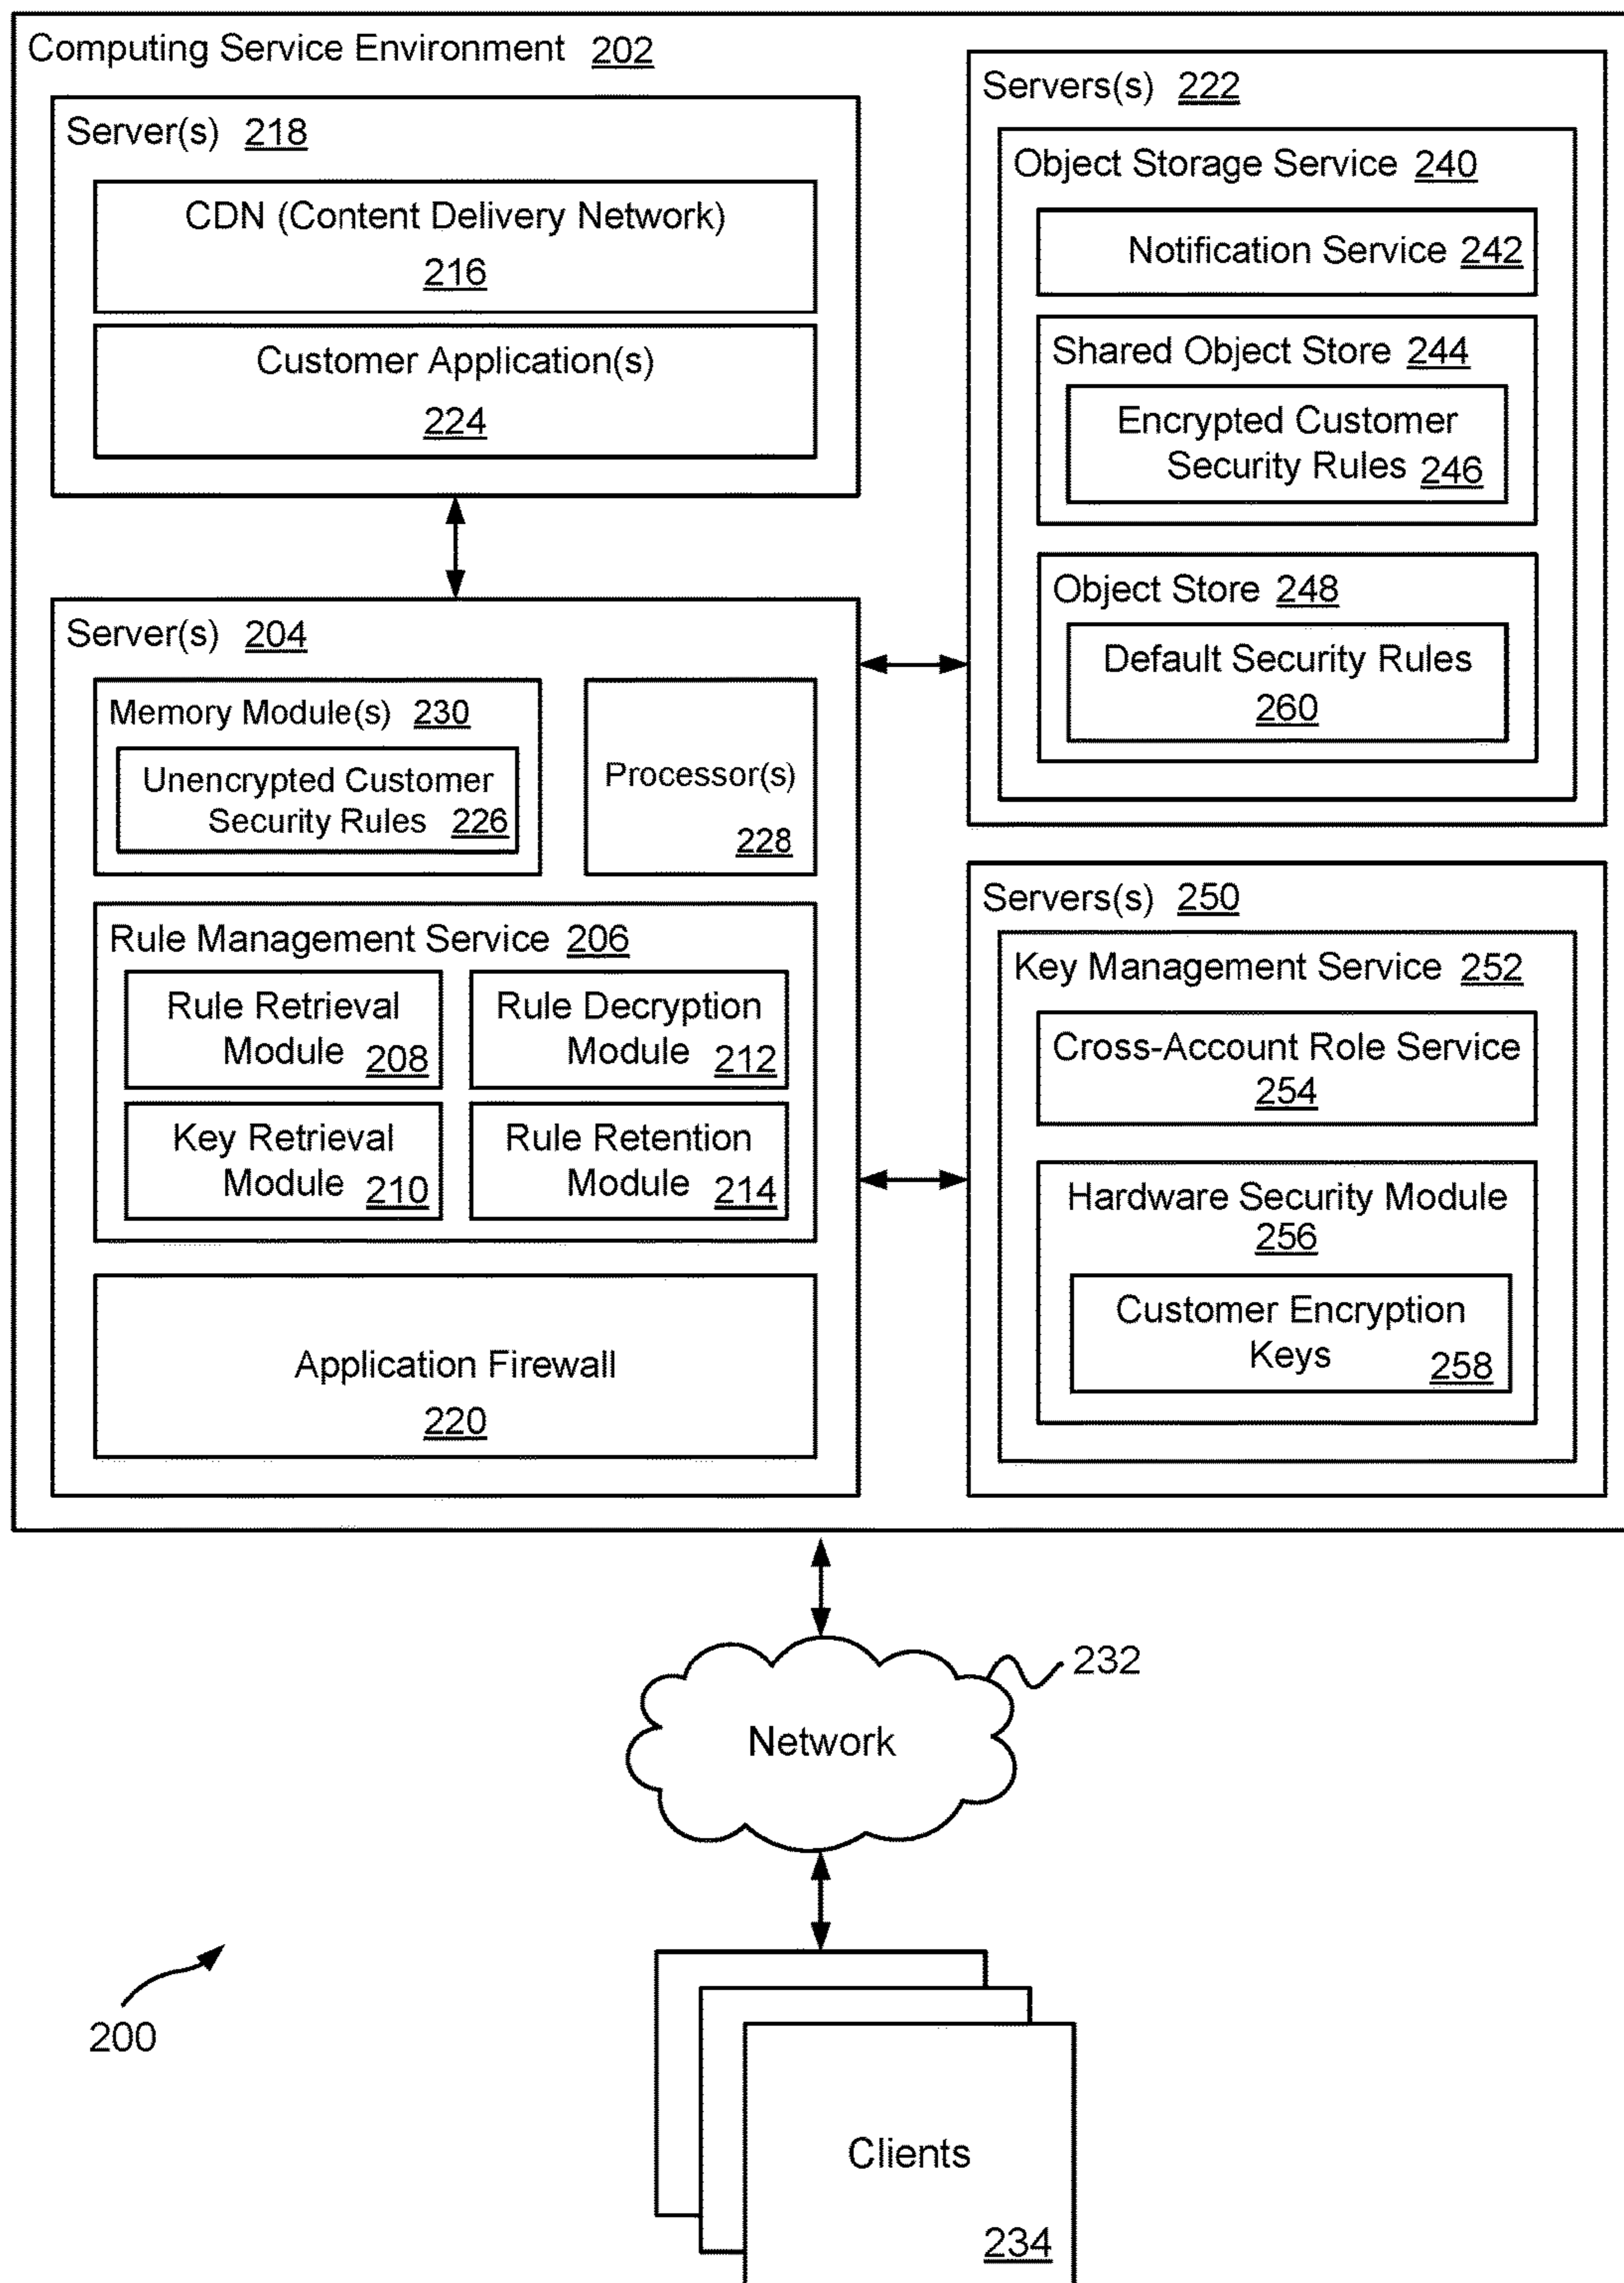 Computing Service Environment 202
Server(s) 218
CDN (Content Delivery Network)
216
Customer Application(s)
224
Server(s) 204
Memory Module(s) 230
Unencrypted Customer
Security Rules 226
Processor(s)
228
Rule Management Service 206
Rule Retrieval
Module 208
Rule Decryption
Module 212
Key Retrieval
Module 210
Rule Retention
Module 214
Application Firewall
220
Servers(s) 222
Object Storage Service 240
Notification Service 242
Shared Object Store 244
Encrypted Customer
Security Rules 246
Object Store 248
Default Security Rules
260
Servers(s) 250
Key Management Service 252
Cross-Account Role Service
254
Hardware Security Module
256
Customer Encryption
Keys 258
232
Network
200
Clients
234